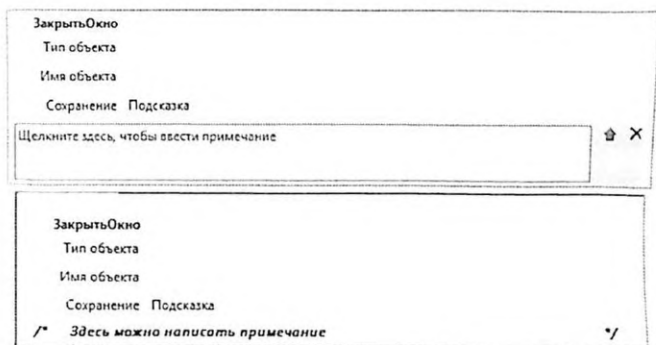 ЗакрытьОкно
Тип объекта
Имя объекта
Сохранение Подсказка
Щелкните здесь, чтобы ввести примечание
ЗакрытьОкно
Тип объекта
Имя объекта
Сохранение Подсказка
/* Здесь можно написать примечание */